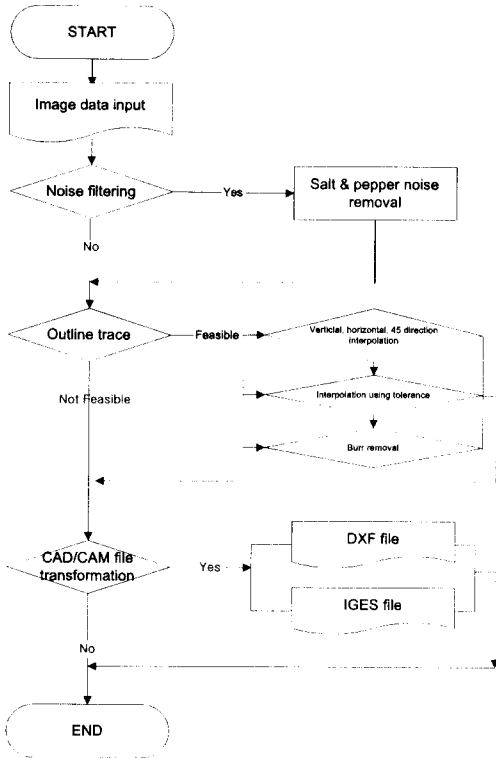 START
Image data input
Noise filtering
Yes
Salt & pepper noise
removal
No
Outline trace
Feasible
Verticial, horizontal, 45 direction
interpolation
Not Feasible
Interpolation using tolerance
Burr removal
CAD/CAM file
transformation
Yes
DXF file
IGES file
No
END